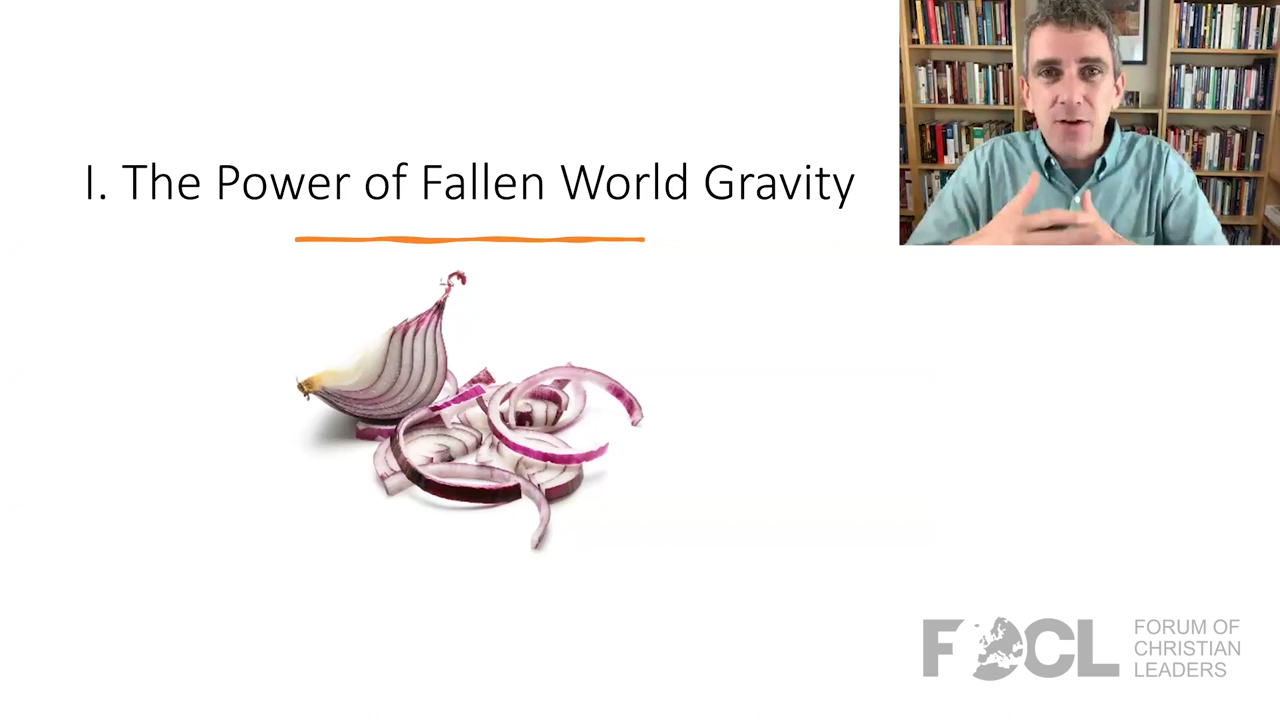 I. The Power of Fallen World Gravity
FOCL
FORUM OF
CHRISTIAN
LEADERS